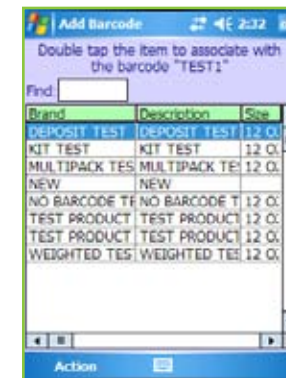 Add Barcode 2:32
Double tap the item to associate with
the barcode "TEST1"
Find:
Brand Description Size
DEPOSIT TEST DEPOSIT TEST 12 O
KIT TEST KIT TEST 12 O
MULTIPACK TES MULTIPACK TE 12 O
NEW NEW
NO BARCODE TE NO BARCODE T 12 O
TEST PRODUCT TEST PRODUCT 12 O
TEST PRODUCT TEST PRODUCT 12 O
WEIGHTED TES WEIGHTED TES 12 O
Action